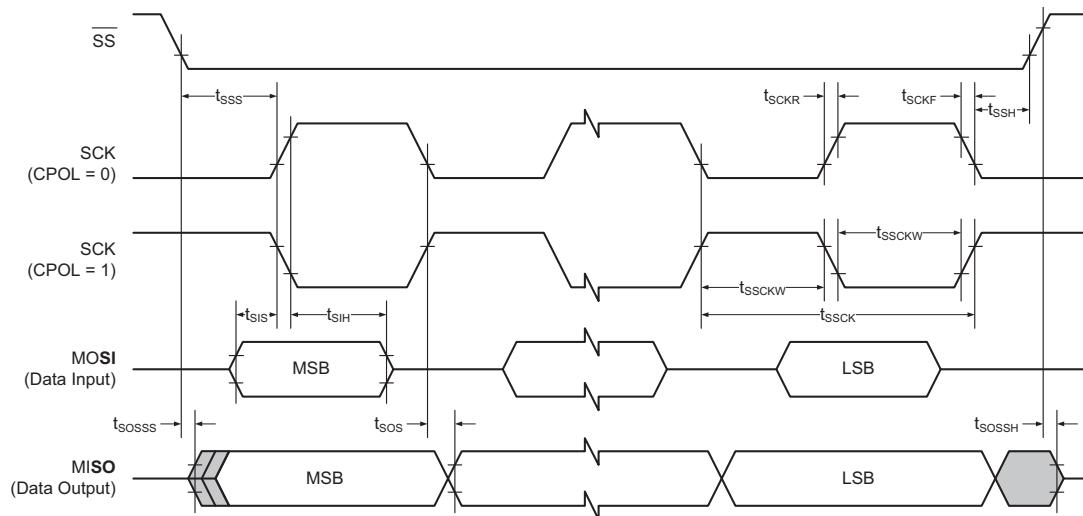 SS
tSSS
tSCKR
tSCKF
tSSH
SCK
(CPOL = 0)
SCK
(CPOL = 1)
tSSCKW
tSSCKW
tSSCK
tSIS
tSIH
MOSI
(Data Input)
MSB
LSB
tSOSSS
tSOS
tSOSSH
MISO
(Data Output)
MSB
LSB